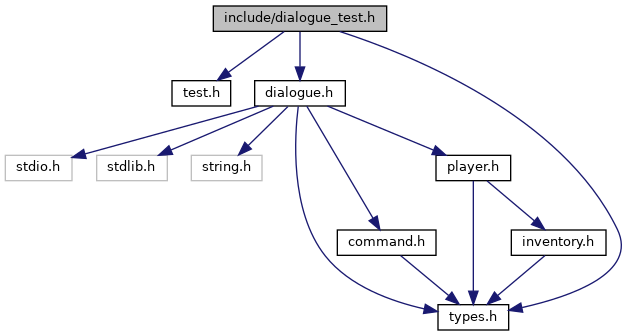 include/dialogue_test.h
test.h
dialogue.h
stdio.h
stdlib.h
string.h
player.h
command.h
inventory.h
types.h